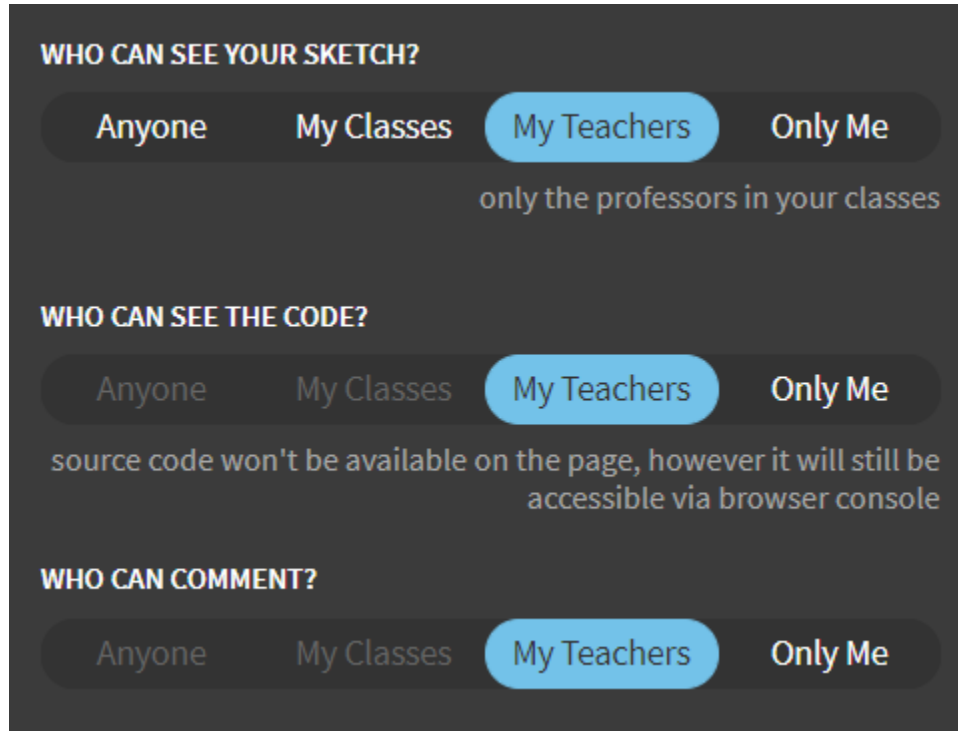 WHO CAN SEE YOUR SKETCH?
Anyone My Classes My Teachers Only Me
only the professors in your classes
WHO CAN SEE THE CODE?
Anyone My Classes My Teachers Only Me
source code won't be available on the page, however it will still be
accessible via browser console
WHO CAN COMMENT?
Anyone My Classes My Teachers Only Me